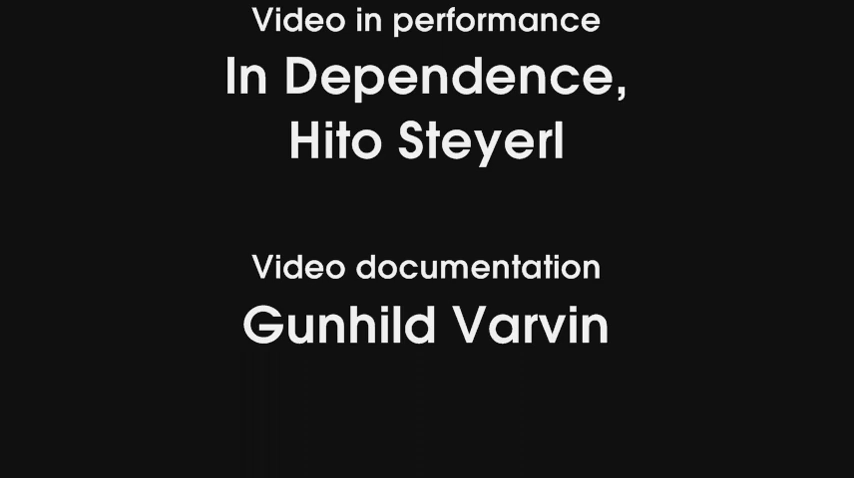 Video in performance
In Dependence,
Hito Steyerl
Video documentation
Gunhild Varvin